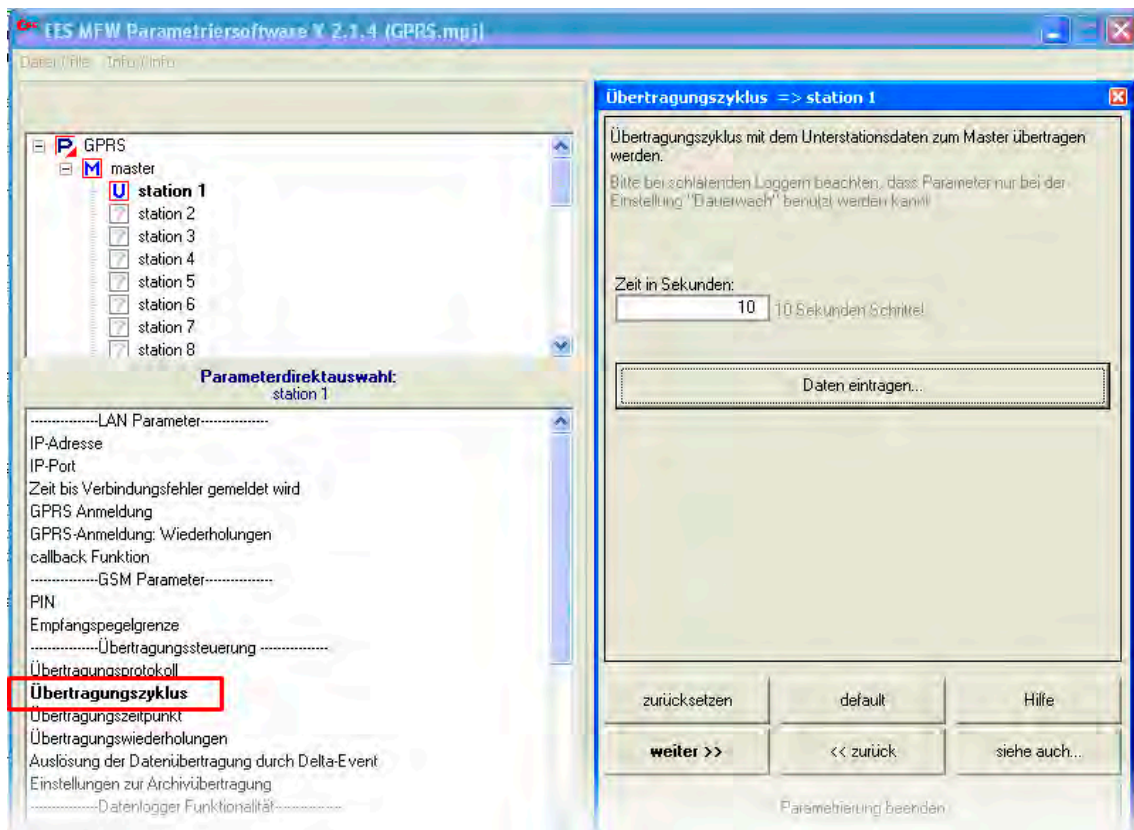 EES MFW Parametriersoftware V 2.1.4 (GPRS.mpj)
Datei / File Info / Info
GPRS
master
station 1
station 2
station 3
station 4
station 5
station 6
station 7
station 8
Parameterdirektauswahl:
station 1
----------------LAN Parameter----------------
IP-Adresse
IP-Port
Zeit bis Verbindungsfehler gemeldet wird
GPRS Anmeldung
GPRS-Anmeldung: Wiederholungen
callback Funktion
----------------GSM Parameter----------------
PIN
Empfangspegelgrenze
----------------Übertragungssteuerung ----------------
Übertragungsprotokoll
Übertragungszyklus
Übertragungszeitpunkt
Übertragungswiederholungen
Auslösung der Datenübertragung durch Delta-Event
Einstellungen zur Archivübertragung
----------------Datenlogger Funktionalität----------------
Übertragungszyklus => station 1
Übertragungszyklus mit dem Unterstationsdaten zum Master übertragen
werden.
Bitte bei schlafenden Loggern beachten, dass Parameter nur bei der
Einstellung "Dauerwach" benutzt werden kann!
Zeit in Sekunden:
10 10 Sekunden Schritte!
Daten eintragen...
zurücksetzen default Hilfe
weiter >> << zurück siehe auch...
Parametrierung beenden